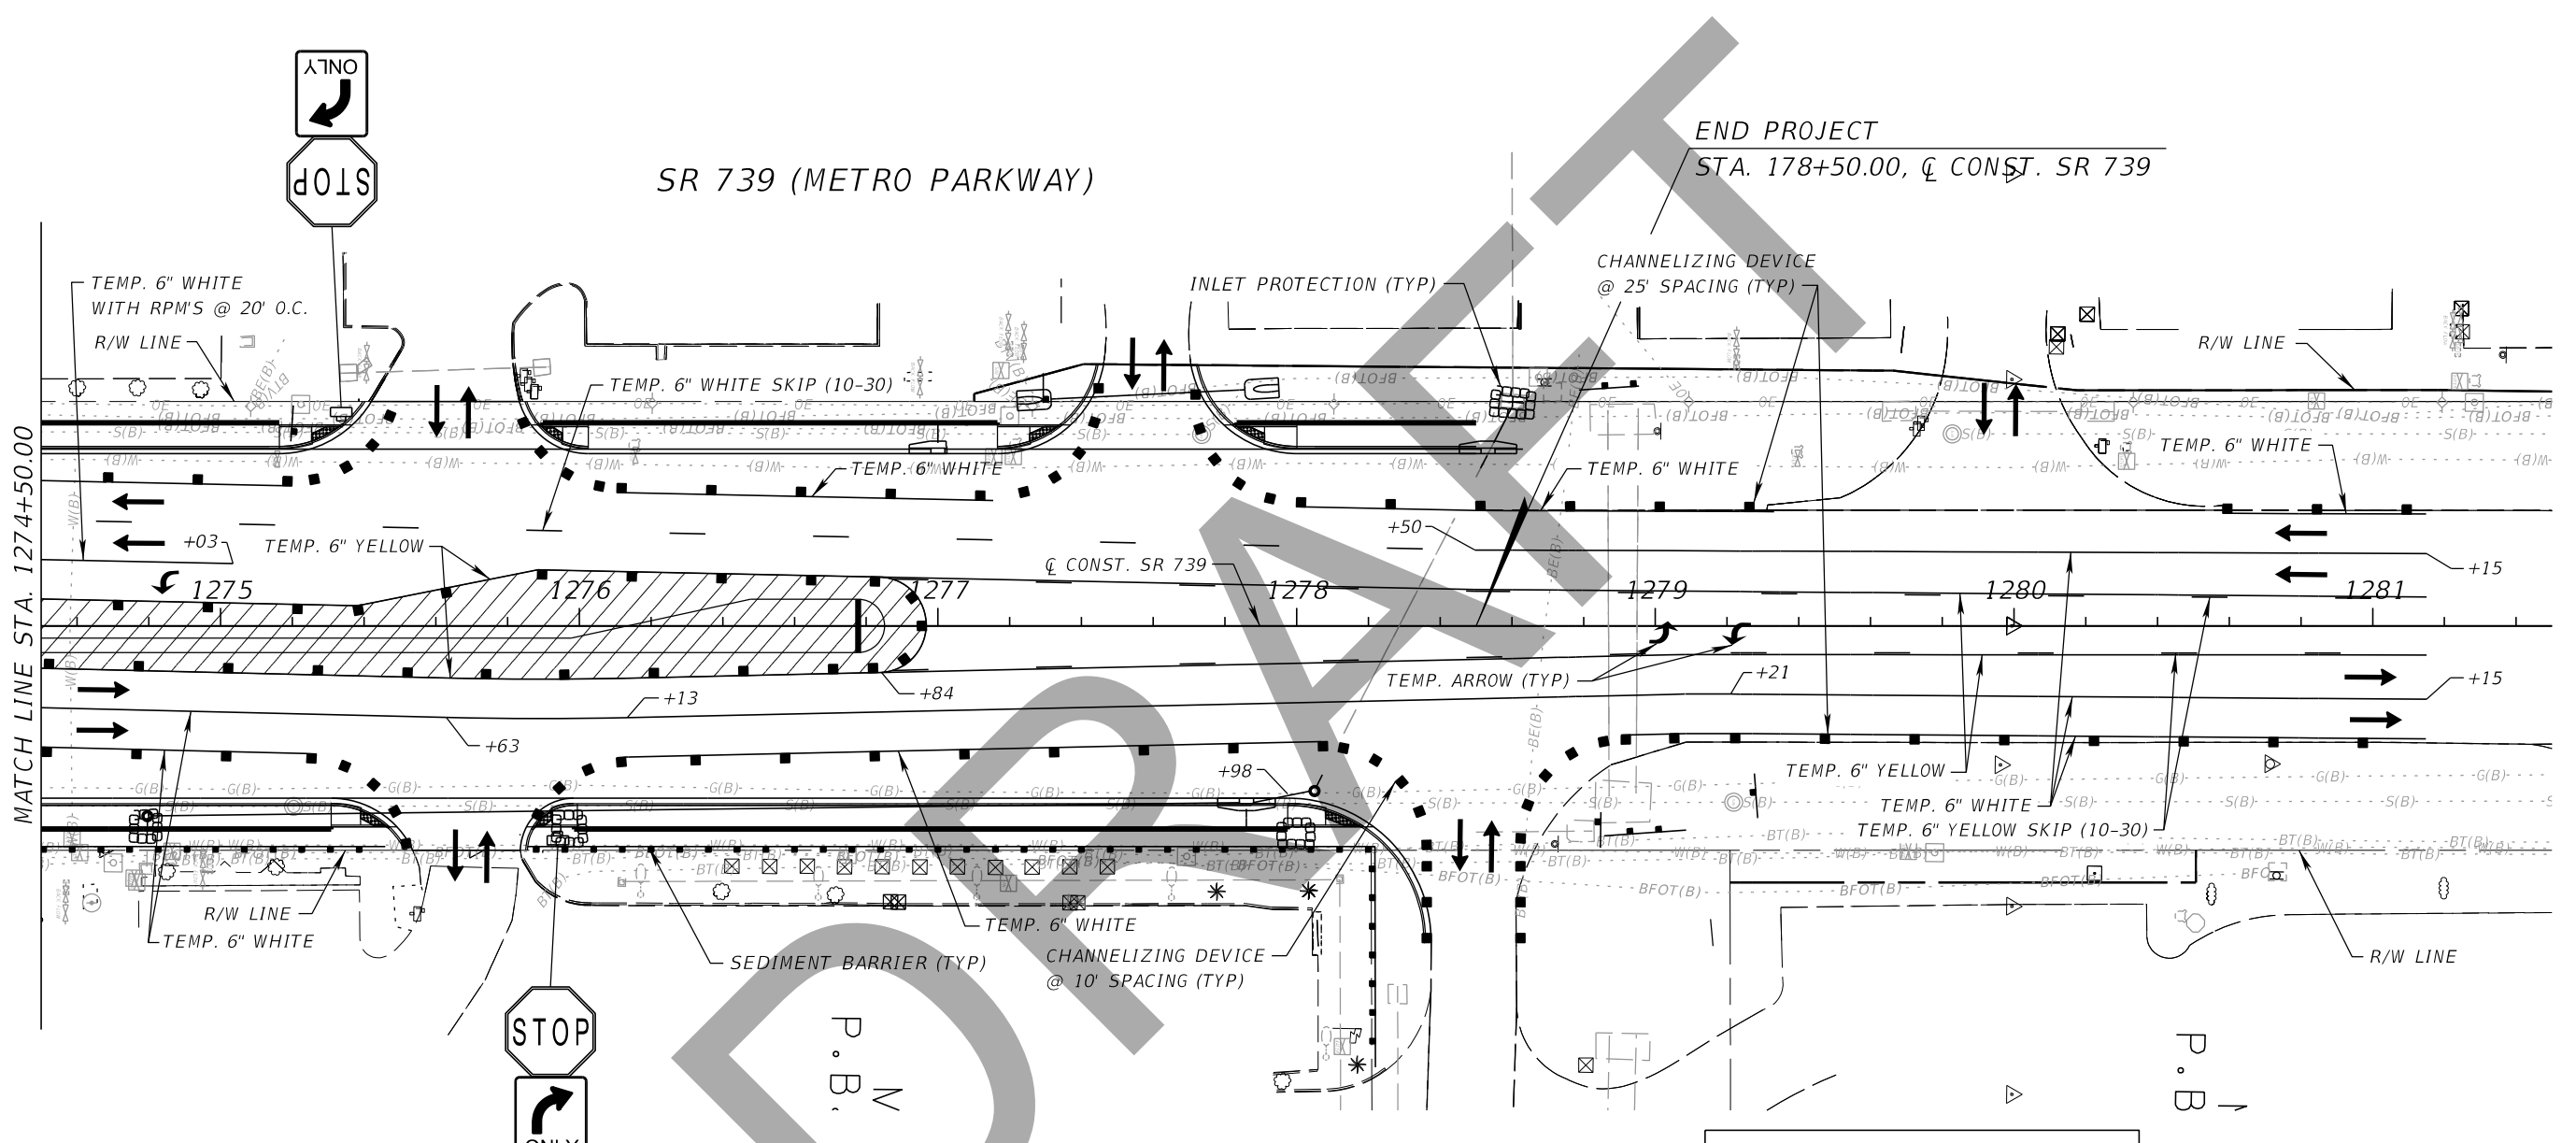 ONLY
STOP
SR 739 (METRO PARKWAY)
END PROJECT
STA. 178+50.00, ℄ CONST. SR 739
TEMP. 6" WHITE
WITH RPM'S @ 20' O.C.
R/W LINE
INLET PROTECTION (TYP)
CHANNELIZING DEVICE
@ 25' SPACING (TYP)
R/W LINE
TEMP. 6" WHITE SKIP (10-30)
TEMP. 6" WHITE
TEMP. 6" WHITE
TEMP. 6" WHITE
MATCH LINE STA. 1274+50.00
+03
TEMP. 6" YELLOW
+50
℄ CONST. SR 739
+15
1275
1276
1277
1278
1279
1280
1281
+84
+13
+63
TEMP. ARROW (TYP)
+21
+15
+98
TEMP. 6" YELLOW
TEMP. 6" WHITE
TEMP. 6" YELLOW SKIP (10-30)
R/W LINE
TEMP. 6" WHITE
TEMP. 6" WHITE
SEDIMENT BARRIER (TYP)
CHANNELIZING DEVICE
@ 10' SPACING (TYP)
R/W LINE
STOP
ONLY
P.B.
P.B
DRAFT
BFOT(B)
BT(B)
W(B)
S(B)
G(B)
BE(B)
OE